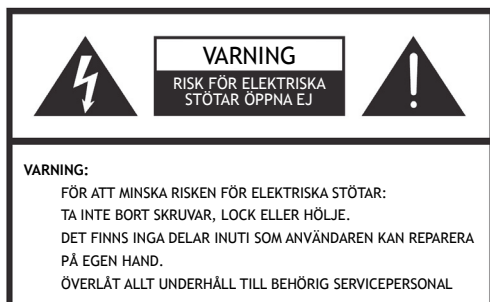 VARNING
RISK FÖR ELEKTRISKA
STÖTAR ÖPPNA EJ
VARNING:
FÖR ATT MINSKA RISKEN FÖR ELEKTRISKA STÖTAR:
TA INTE BORT SKRUVAR, LOCK ELLER HÖLJE.
DET FINNS INGA DELAR INUTI SOM ANVÄNDAREN KAN REPARERA
PÅ EGEN HAND.
ÖVERLÅT ALLT UNDERHÅLL TILL BEHÖRIG SERVICEPERSONAL